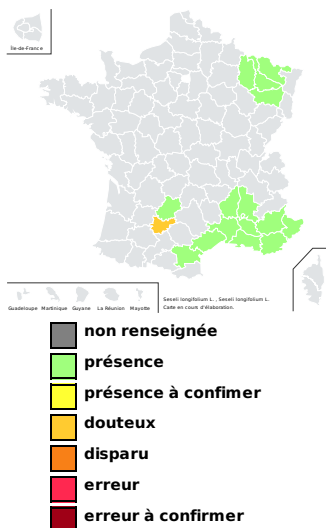 Île-de-France
Guadeloupe Martinique Guyane La Réunion Mayotte
Seseli longifolium L. , Seseli longifolium L.
Carte en cours d'élaboration.
non renseignée
présence
présence à confimer
douteux
disparu
erreur
erreur à confirmer